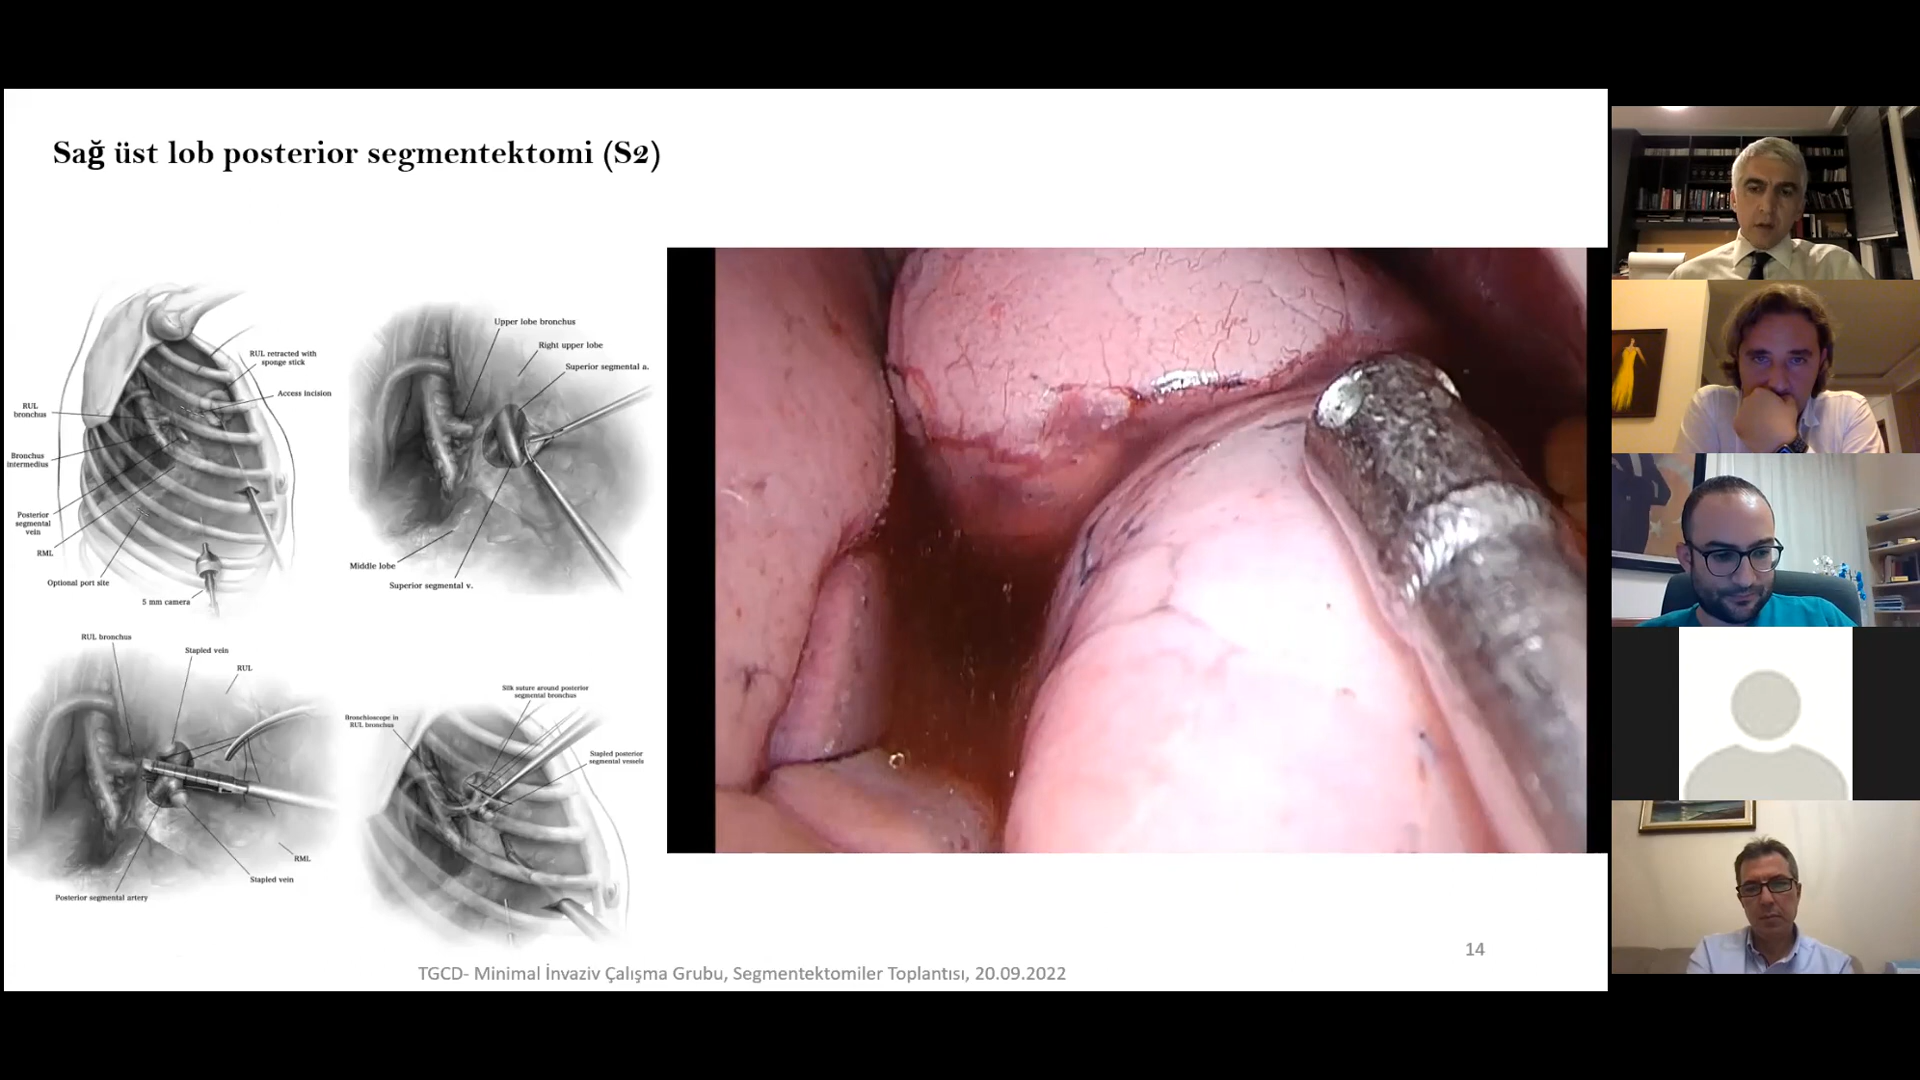 Sağ üst lob posterior segmentektomi (S2)
RUL retracted with
sponge stick
Access incision
RUL
bronchus
Bronchus
intermedius
Posterior
segmental
vein
RML
Optional port site
5 mm camera
Upper lobe bronchus
Right upper lobe
Superior segmental a.
Middle lobe
Superior segmental v.
RUL bronchus
Stapled vein
RUL
RML
Stapled vein
Posterior segmental artery
Silk suture around posterior
segmental bronchus
Bronchioscope in
RUL bronchus
Stapled posterior
segmental vessels
14
TGCD- Minimal İnvaziv Çalışma Grubu, Segmentektomiler Toplantısı, 20.09.2022